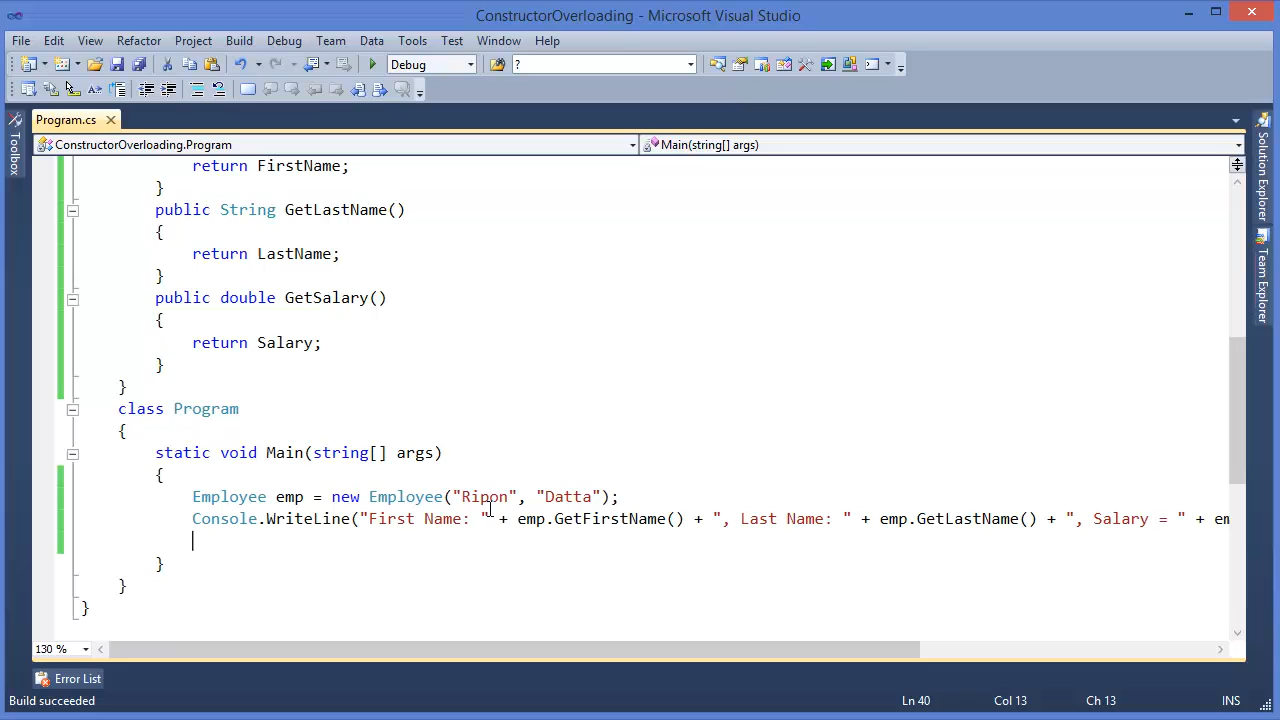 ConstructorOverloading - Microsoft Visual Studio
File Edit View Refactor Project Build Debug Team Data Tools Test Window Help
Debug ?
Program.cs
ConstructorOverloading.Program Main(string[] args)
Toolbox
Solution Explorer
Team Explorer
return FirstName;
}
public String GetLastName()
{
return LastName;
}
public double GetSalary()
{
return Salary;
}
}
class Program
{
static void Main(string[] args)
{
Employee emp = new Employee("Ripon", "Datta");
Console.WriteLine("First Name: " + emp.GetFirstName() + ", Last Name: " + emp.GetLastName() + ", Salary = " + em
}
}
}
130 %
Error List
Build succeeded Ln 40 Col 13 Ch 13 INS